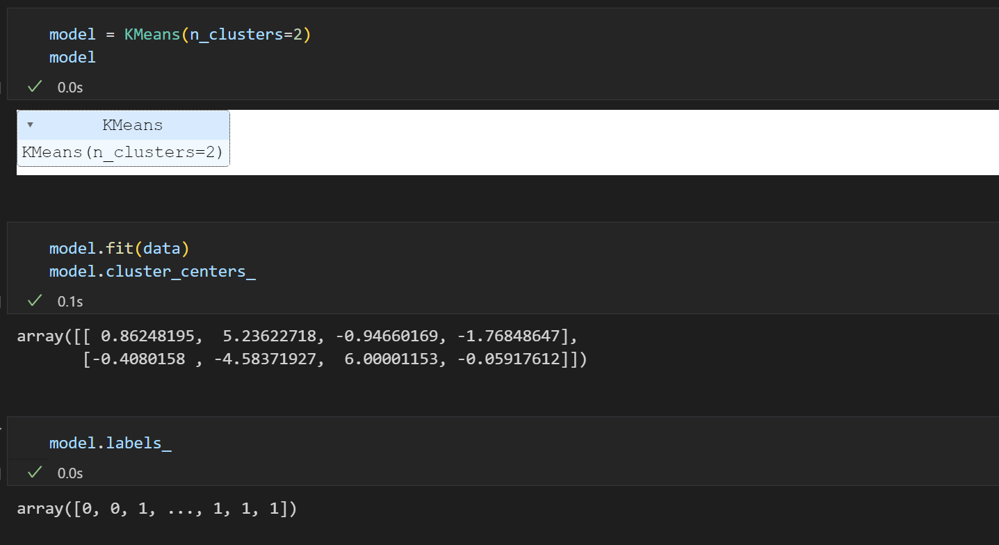 model = KMeans(n_clusters=2)
model
0.0s
KMeans
KMeans(n_clusters=2)
model.fit(data)
model.cluster_centers_
0.1s
array([[ 0.86248195,  5.23622718, -0.94660169, -1.76848647],
       [-0.4080158 , -4.58371927,  6.00001153, -0.05917612]])
model.labels_
0.0s
array([0, 0, 1, ..., 1, 1, 1])